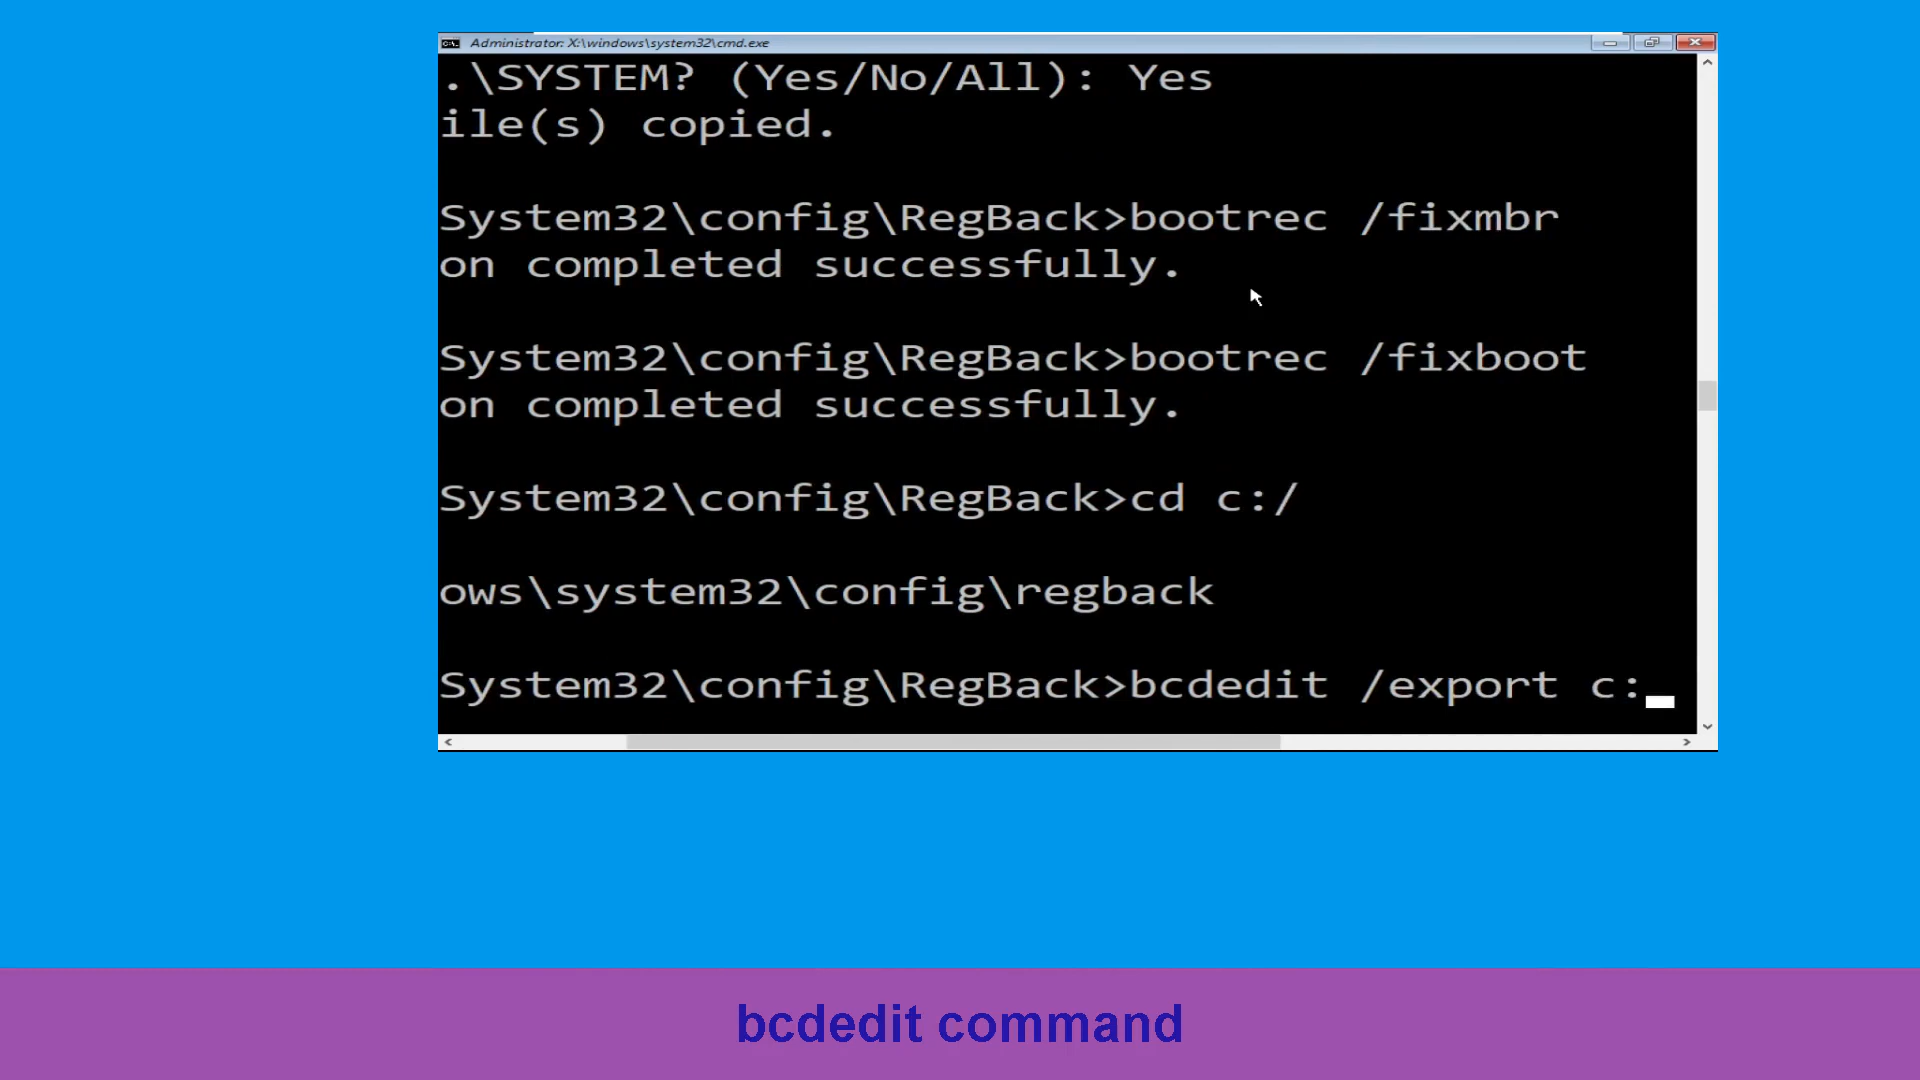 Administrator: X:\windows\system32\cmd.exe
.\SYSTEM? (Yes/No/All): Yes
ile(s) copied.
System32\config\RegBack>bootrec /fixmbr
on completed successfully.
System32\config\RegBack>bootrec /fixboot
on completed successfully.
System32\config\RegBack>cd c:/
ows\system32\config\regback
System32\config\RegBack>bcdedit /export c:
bcdedit command